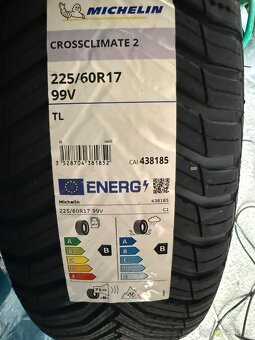 MICHELIN
CROSSCLIMATE 2
225/60R17
99V
TL
CAI 438185
3 528704 381852
ENERG
Michelin
438185
225/60R17 99V
C1
A
B
C
D
E
B
A
B
C
D
E
B